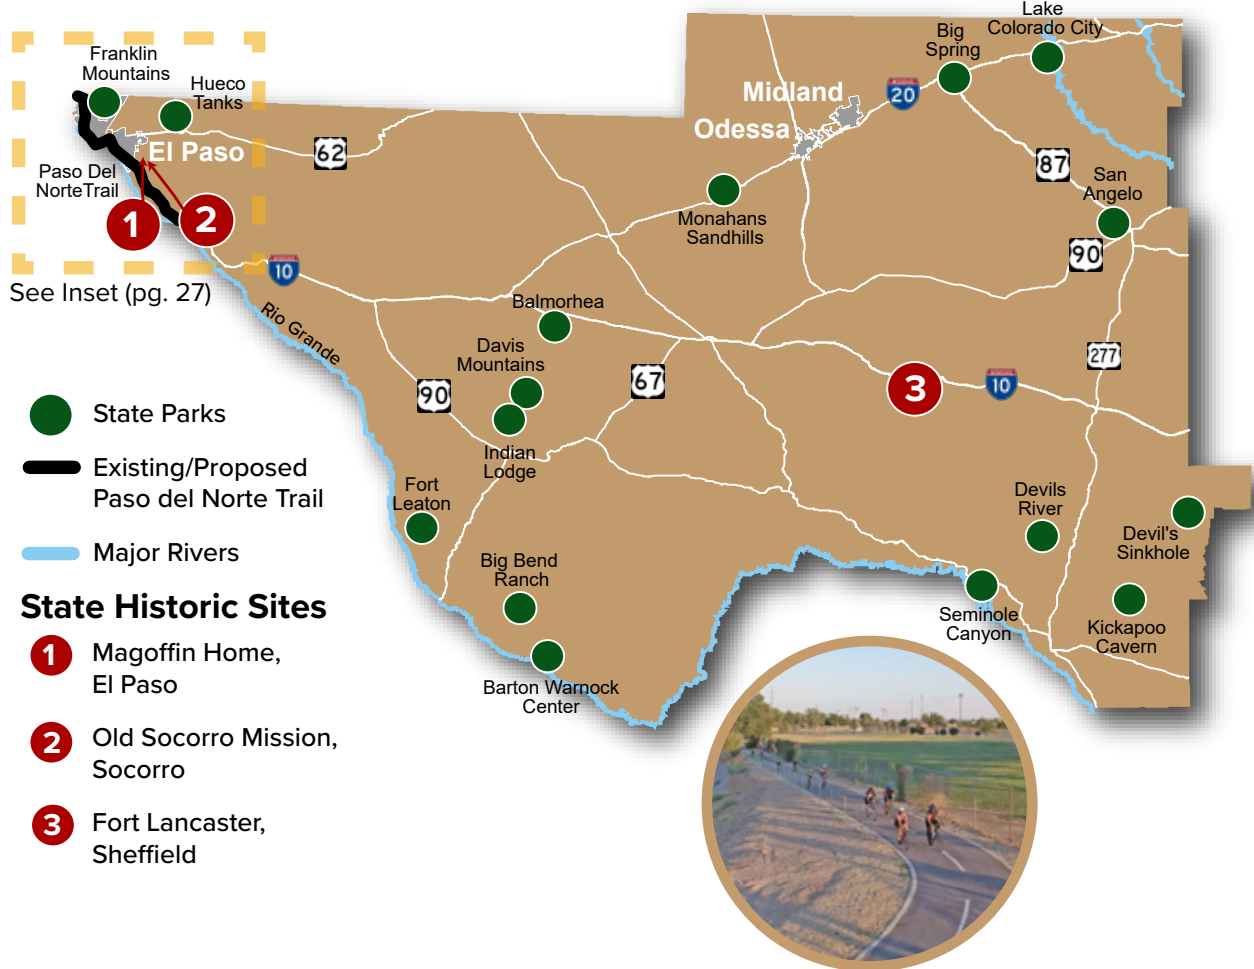 Lake
Colorado City
Big
Spring
Franklin
Mountains
Hueco
Tanks
Midland
20
Odessa
El Paso
62
87
Paso Del
NorteTrail
San
Angelo
1
2
Monahans
Sandhills
90
10
See Inset (pg. 27)
Rio Grande
Balmorhea
Davis
Mountains
277
90
67
3
10
State Parks
Indian
Lodge
Existing/Proposed
Paso del Norte Trail
Fort
Leaton
Devils
River
Devil's
Sinkhole
Major Rivers
Big Bend
Ranch
State Historic Sites
Seminole
Canyon
Kickapoo
Cavern
1 Magoffin Home,
El Paso
Barton Warnock
Center
2 Old Socorro Mission,
Socorro
3 Fort Lancaster,
Sheffield